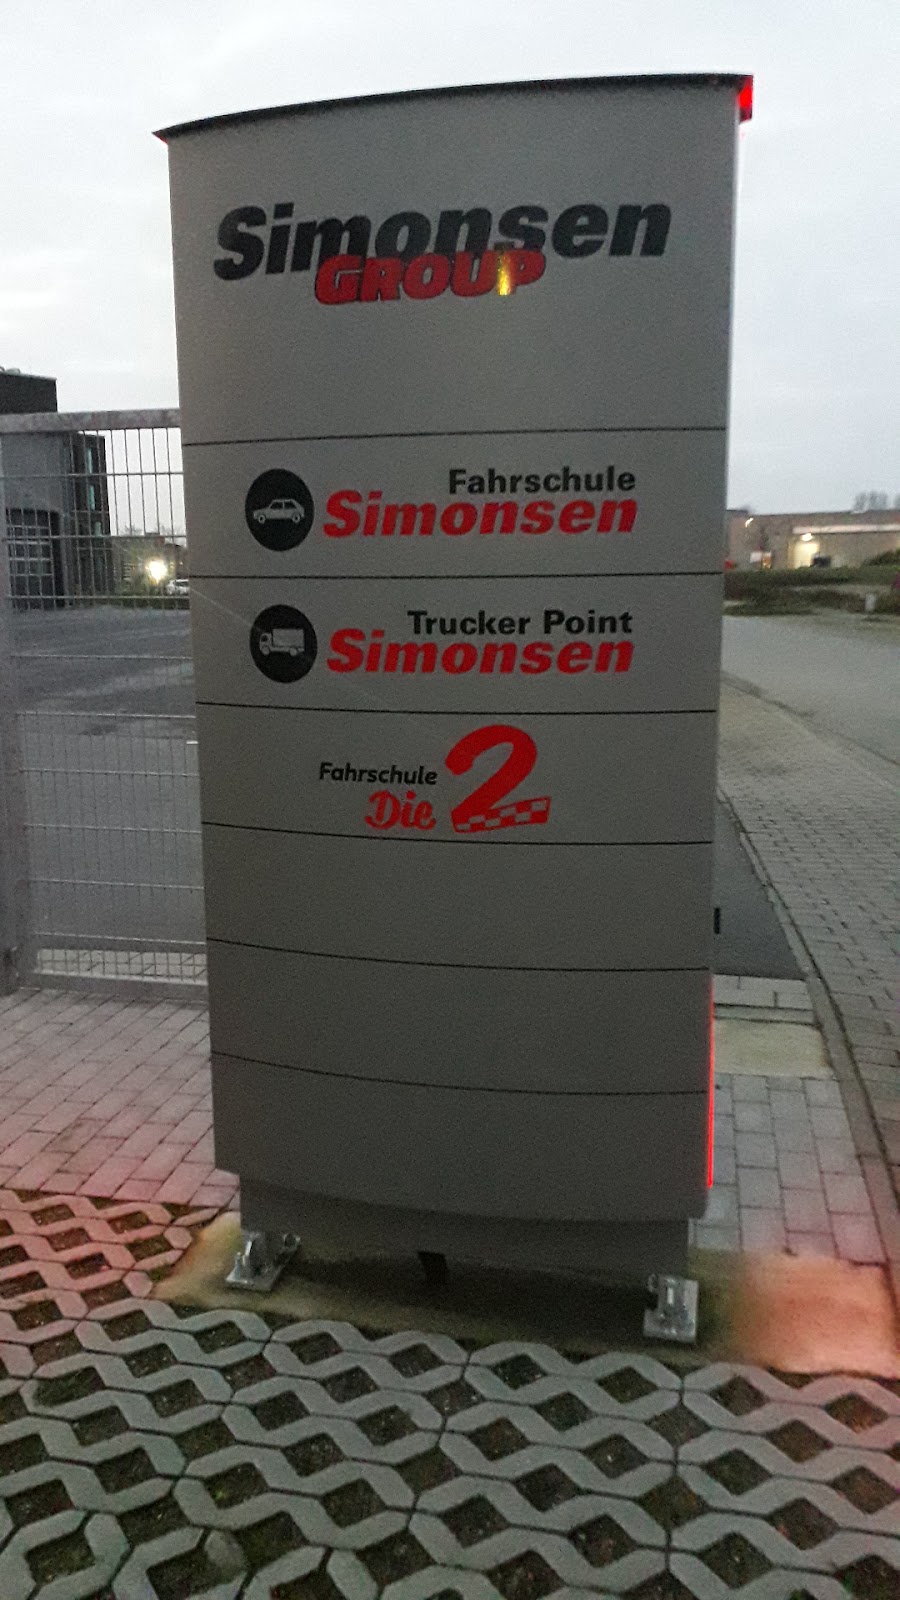 Simonsen
GROUP
Fahrschule
Simonsen
Trucker Point
Simonsen
Fahrschule
Die 2